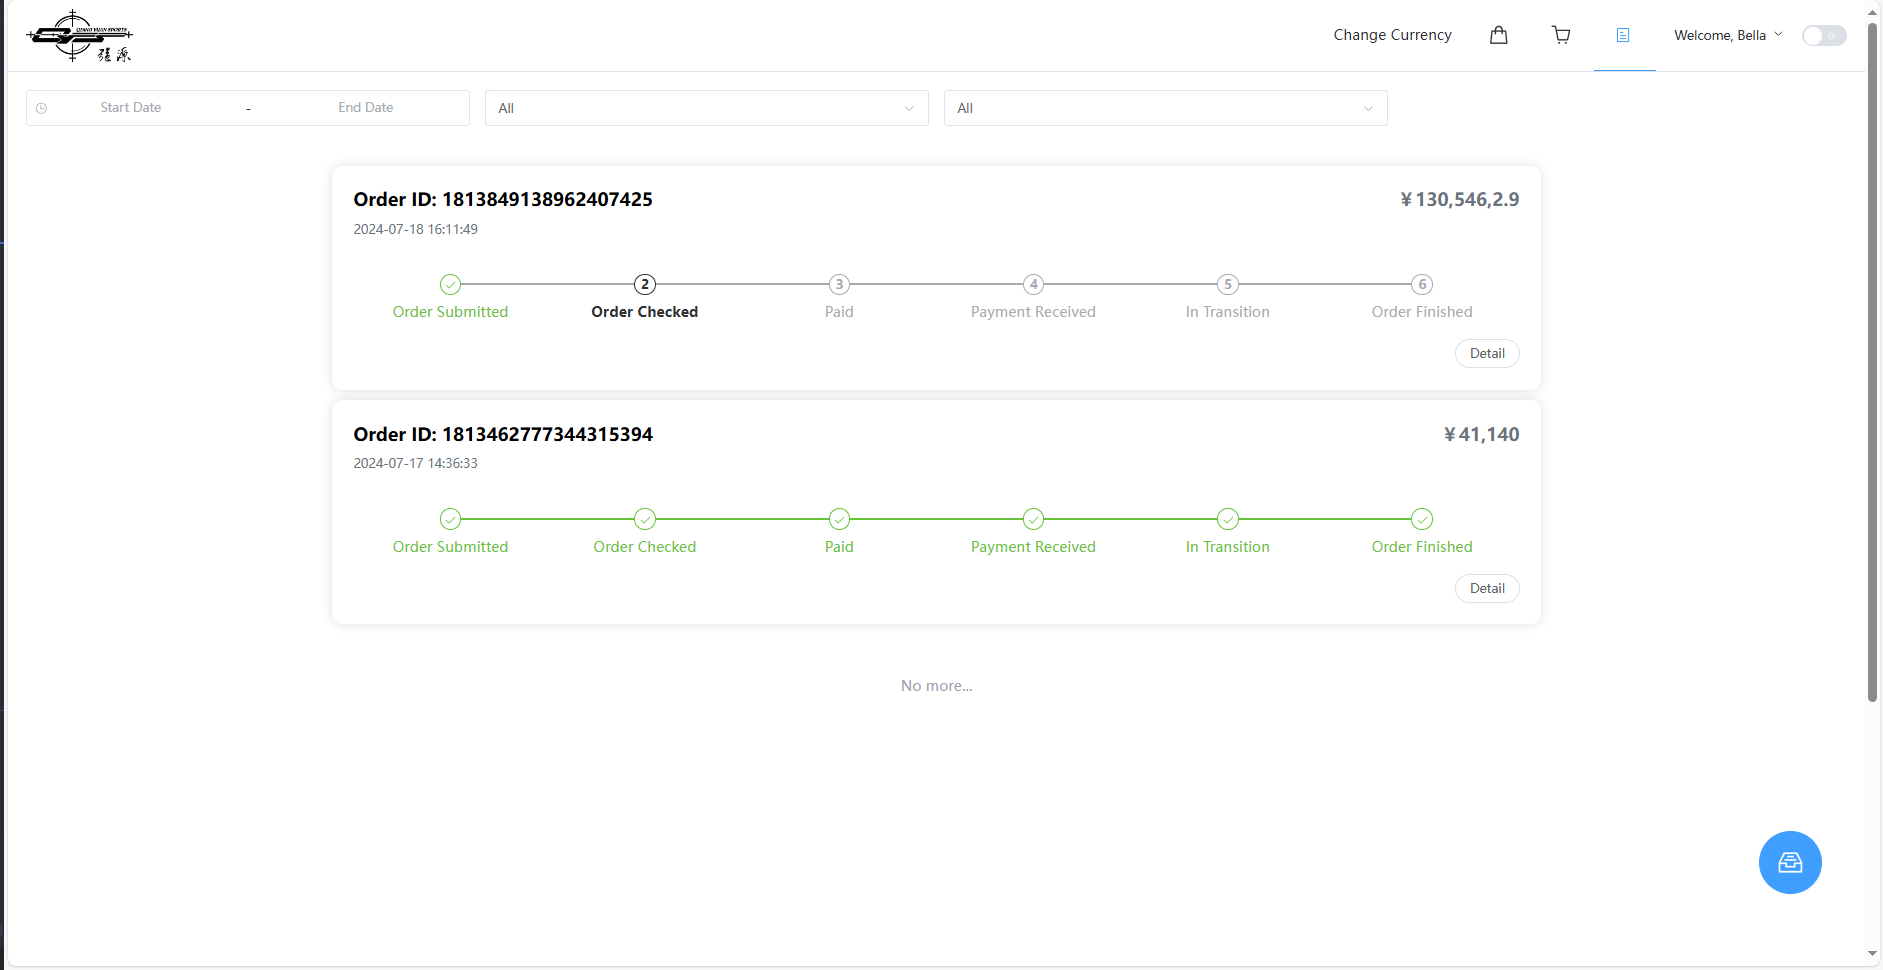 QIANG YUAN SPORTS
强源
Change Currency
Welcome, Bella
Start Date - End Date
All
All
Order ID: 1813849138962407425
¥130,546,2.9
2024-07-18 16:11:49
2 3 4 5 6
Order Submitted Order Checked Paid Payment Received In Transition Order Finished
Detail
Order ID: 1813462777344315394
¥41,140
2024-07-17 14:36:33
Order Submitted Order Checked Paid Payment Received In Transition Order Finished
Detail
No more...